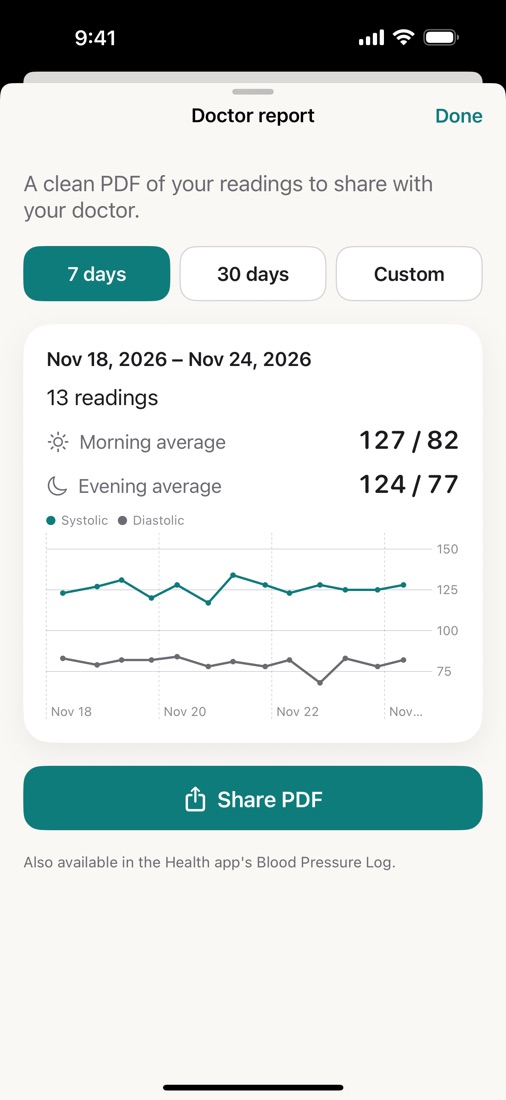 9:41
Doctor report
Done
A clean PDF of your readings to share with
your doctor.
7 days
30 days
Custom
Nov 18, 2026 – Nov 24, 2026
13 readings
Morning average
127 / 82
Evening average
124 / 77
Systolic
Diastolic
150
125
100
75
Nov 18
Nov 20
Nov 22
Nov...
Share PDF
Also available in the Health app's Blood Pressure Log.